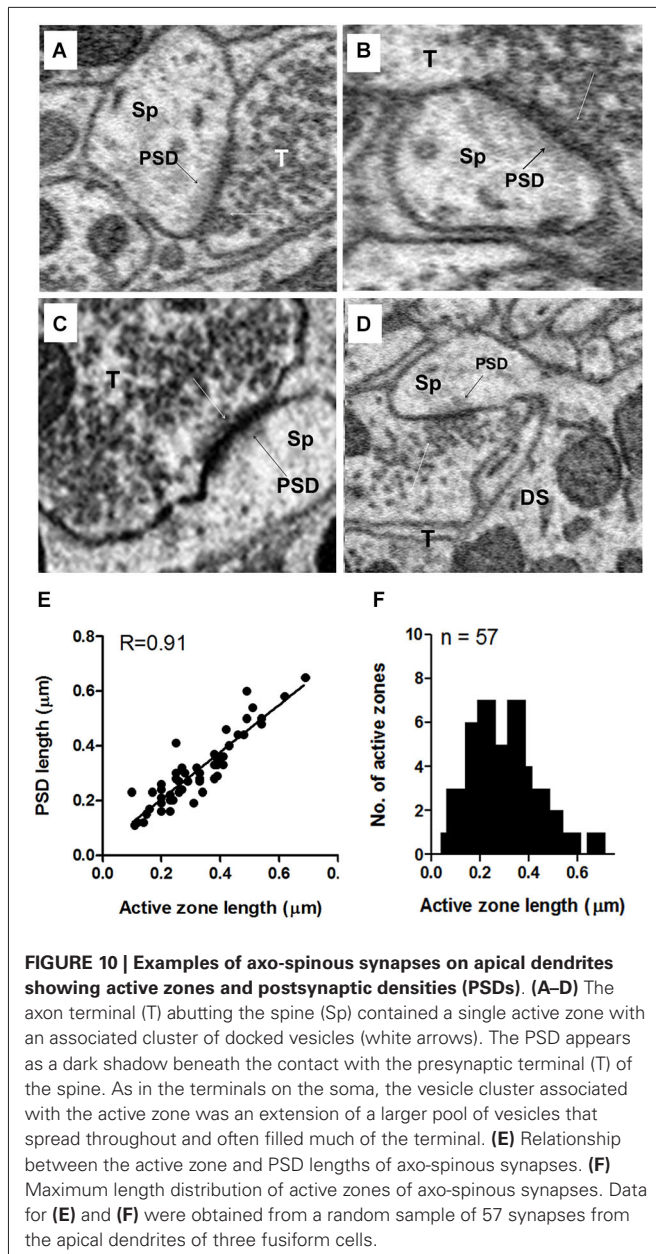 A
Sp
PSD
T
B
T
Sp
PSD
C
T
Sp
PSD
D
Sp
PSD
DS
T
E
R=0.91
0.8
0.6
0.4
0.2
0.0
PSD length (μm)
0.0 0.2 0.4 0.6 0.
Active zone length (μm)
F
n = 57
10
8
6
4
2
0
No. of active zones
0.0 0.2 0.4 0.6
Active zone length (μm)
FIGURE 10 | Examples of axo-spinous synapses on apical dendrites
showing active zones and postsynaptic densities (PSDs). (A–D) The
axon terminal (T) abutting the spine (Sp) contained a single active zone with
an associated cluster of docked vesicles (white arrows). The PSD appears
as a dark shadow beneath the contact with the presynaptic terminal (T) of
the spine. As in the terminals on the soma, the vesicle cluster associated
with the active zone was an extension of a larger pool of vesicles that
spread throughout and often filled much of the terminal. (E) Relationship
between the active zone and PSD lengths of axo-spinous synapses. (F)
Maximum length distribution of active zones of axo-spinous synapses. Data
for (E) and (F) were obtained from a random sample of 57 synapses from
the apical dendrites of three fusiform cells.